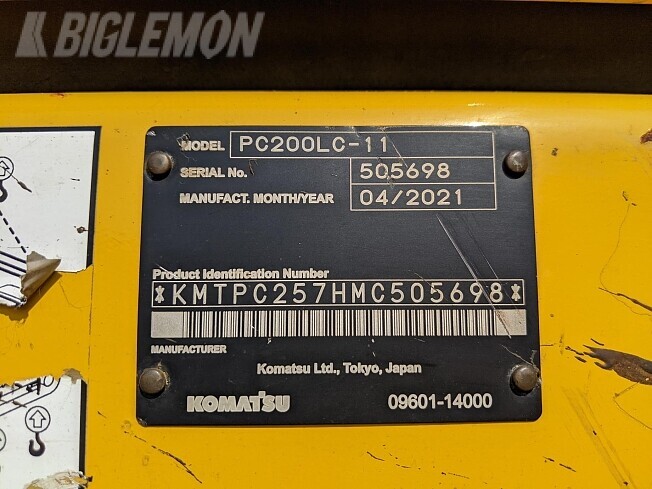 BIGLEMON
MODEL PC200LC-11
SERIAL No. 505698
MANUFACT. MONTH/YEAR 04/2021
Product Identification Number
*KMTPC257HMC505698*
MANUFACTURER
Komatsu Ltd., Tokyo, Japan
KOMATSU 09601-14000